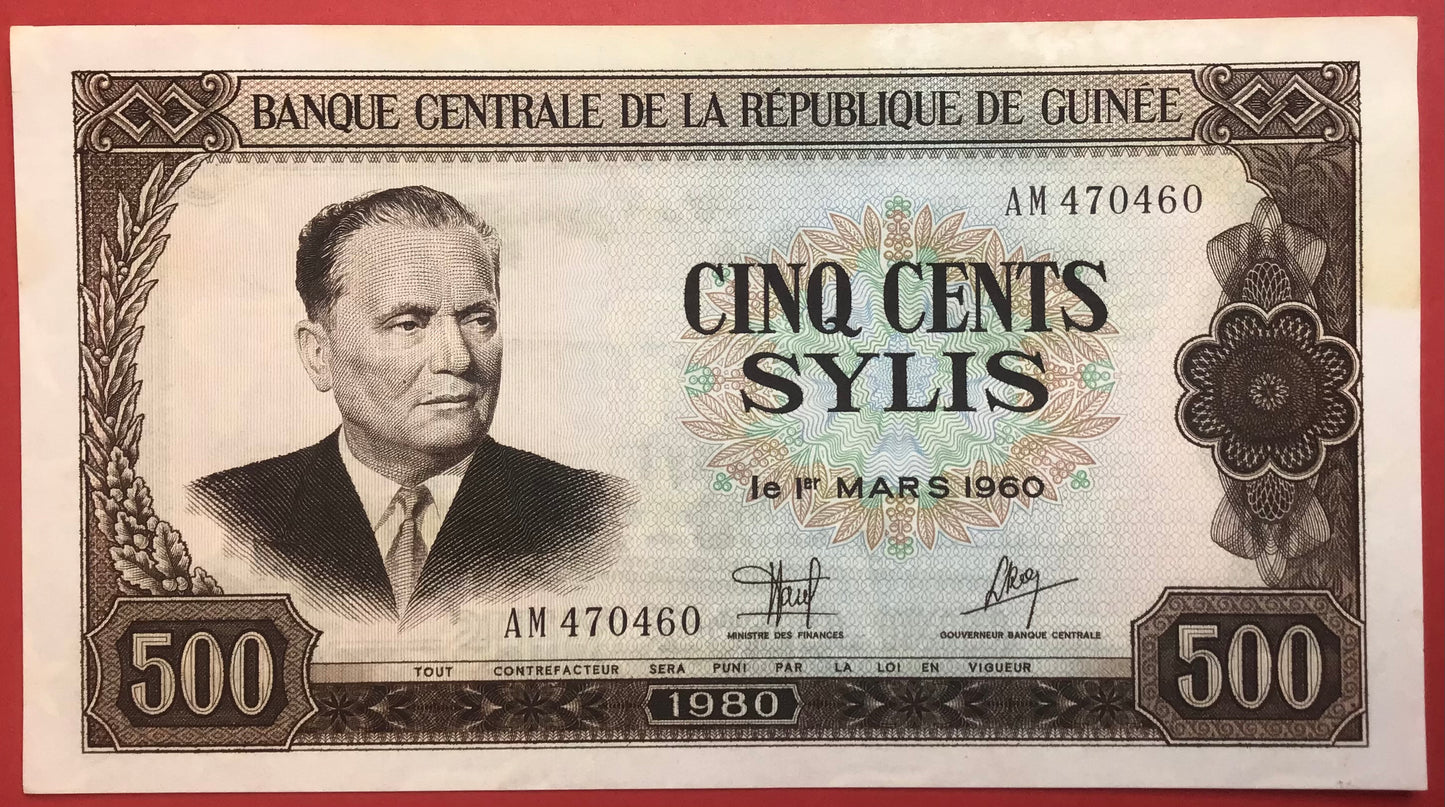 BANQUE CENTRALE DE LA RÉPUBLIQUE DE GUINÉE
AM 470460
CINQ CENTS
SYLIS
le 1er MARS 1960
AM 470460
MINISTRE DES FINANCES
GOUVERNEUR BANQUE CENTRALE
500
TOUT CONTREFACTEUR SERA PUNI PAR LA LOI EN VIGUEUR
500
1980